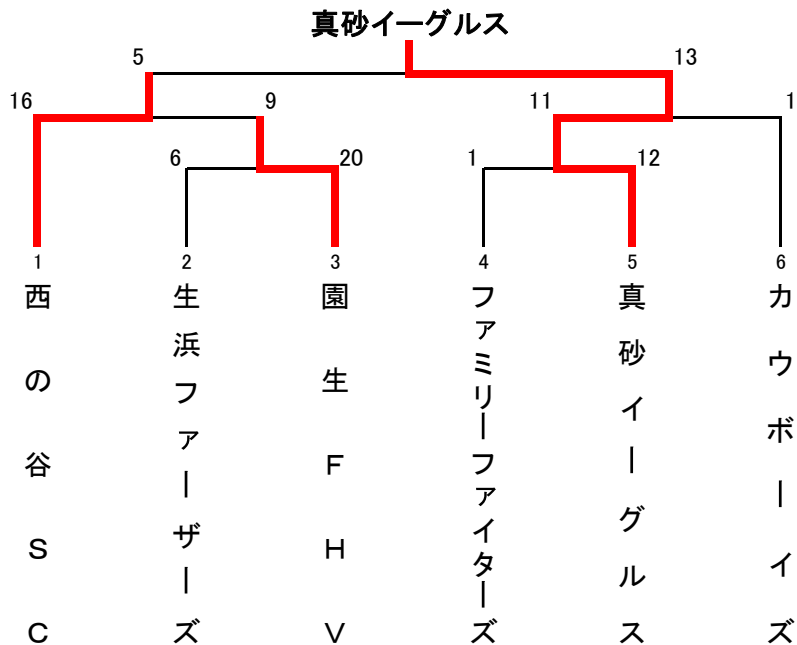 真砂イーグルス
5
13
16
9
11
1
6
20
1
12
1
2
3
4
5
6
西の谷SC
生浜ファーザーズ
園生FHV
ファミリーファイターズ
真砂イーグルス
カウボーイズ